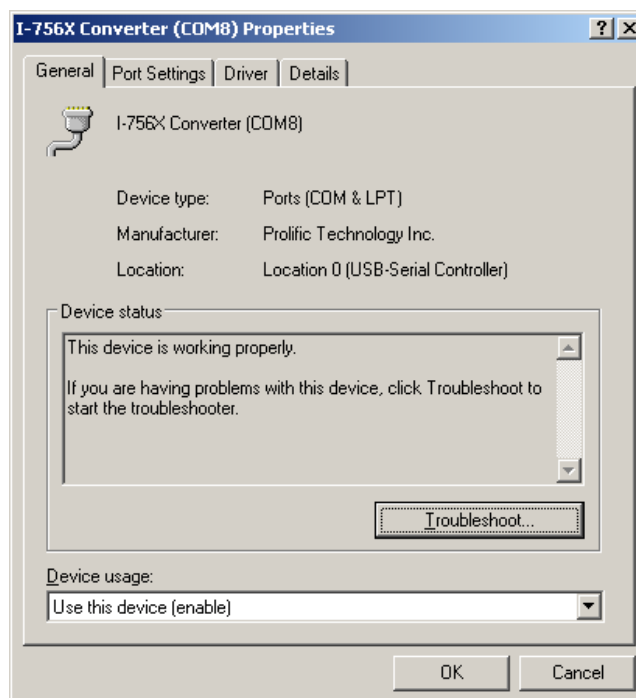 I-756X Converter (COM8) Properties
General
Port Settings
Driver
Details
I-756X Converter (COM8)
Device type: Ports (COM & LPT)
Manufacturer: Prolific Technology Inc.
Location: Location 0 (USB-Serial Controller)
Device status
This device is working properly.
If you are having problems with this device, click Troubleshoot to
start the troubleshooter.
Troubleshoot...
Device usage:
Use this device (enable)
OK
Cancel